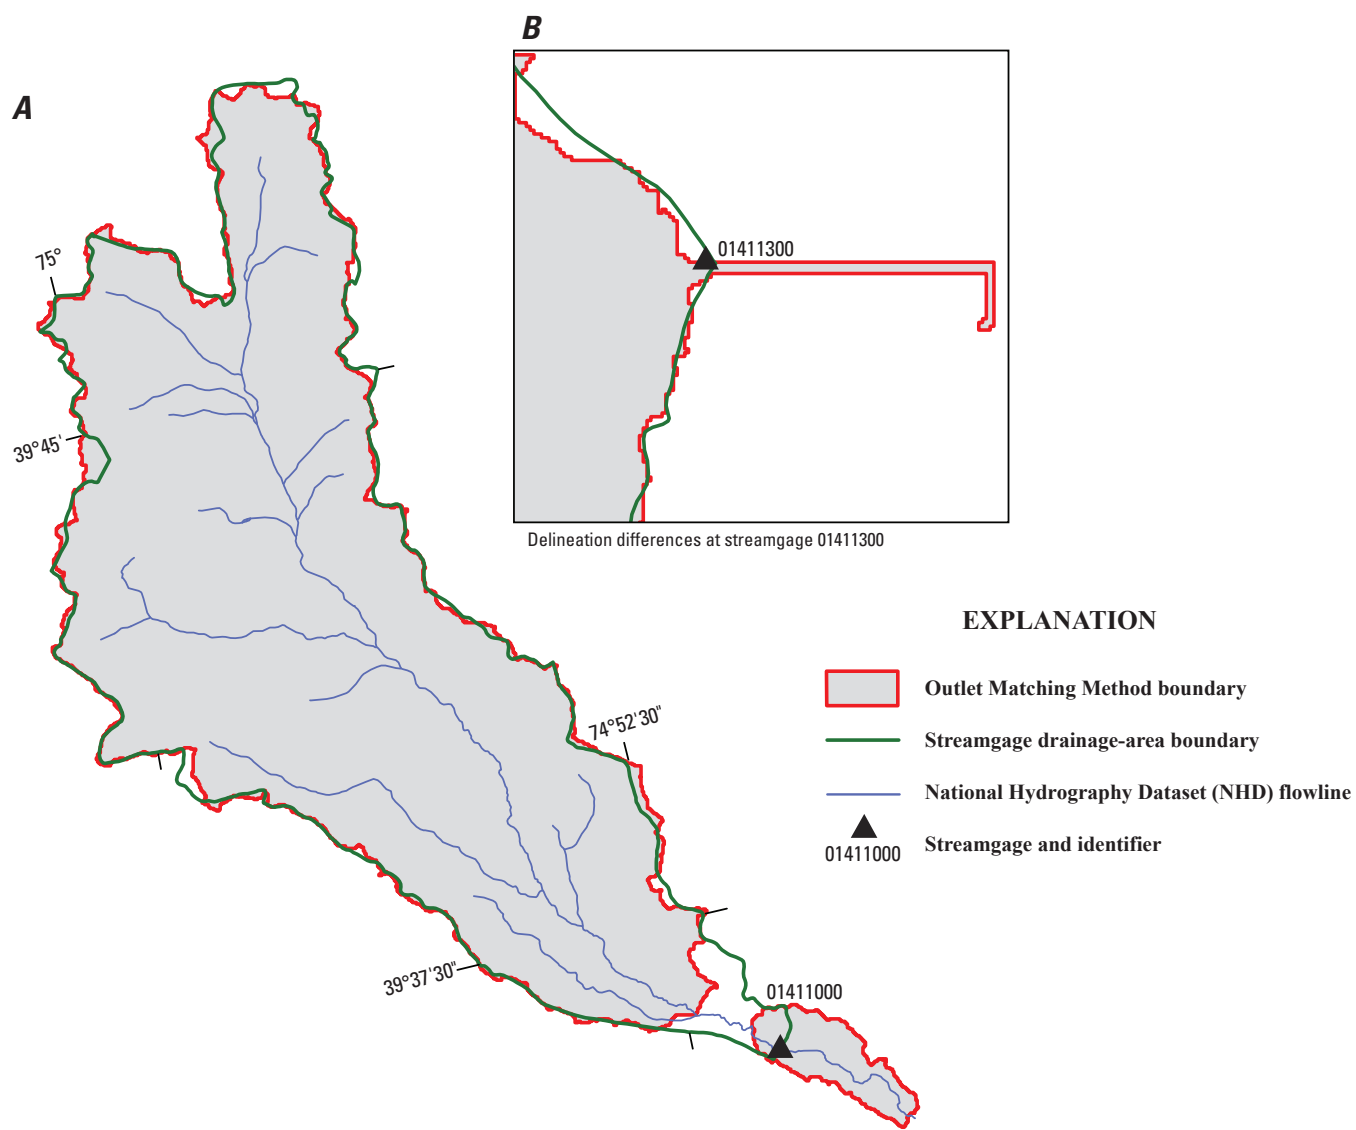 A
B
75°
39°45'
01411300
Delineation differences at streamgage 01411300
74°52'30"
39°37'30"
01411000
EXPLANATION
Outlet Matching Method boundary
Streamgage drainage-area boundary
National Hydrography Dataset (NHD) flowline
01411000
Streamgage and identifier